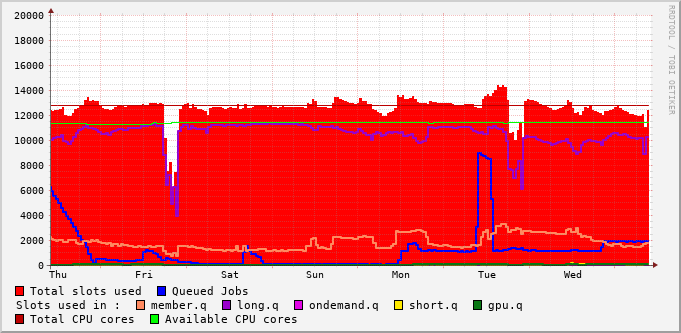 RRDTOOL / TOBI OETIKER
20000
18000
16000
14000
12000
10000
8000
6000
4000
2000
0
Thu Fri Sat Sun Mon Tue Wed
Total slots used Queued Jobs
Slots used in : member.q long.q ondemand.q short.q gpu.q
Total CPU cores Available CPU cores